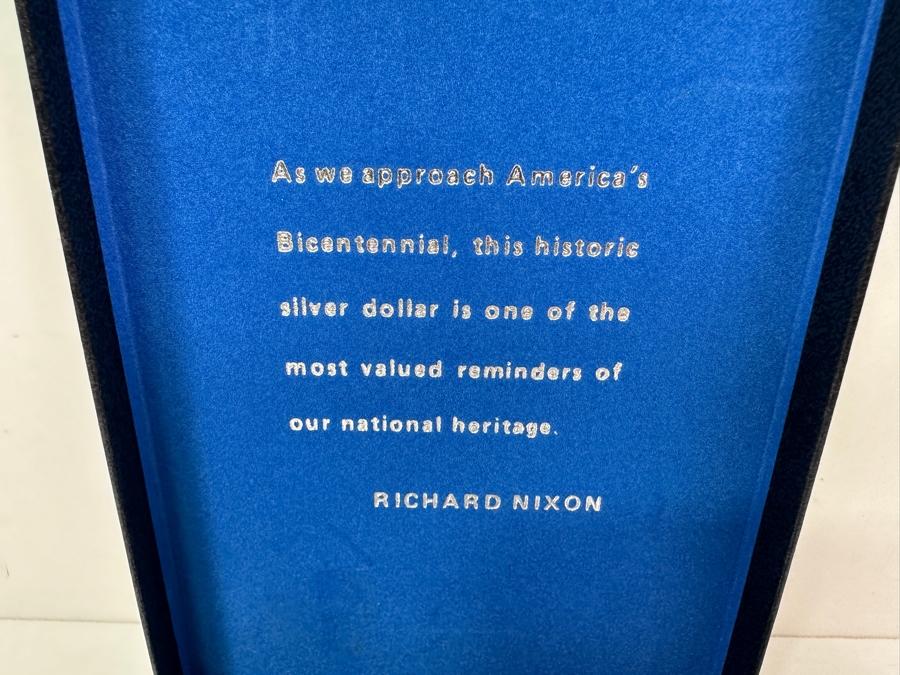 As we approach America's
Bicentennial, this historic
silver dollar is one of the
most valued reminders of
our national heritage.
RICHARD NIXON